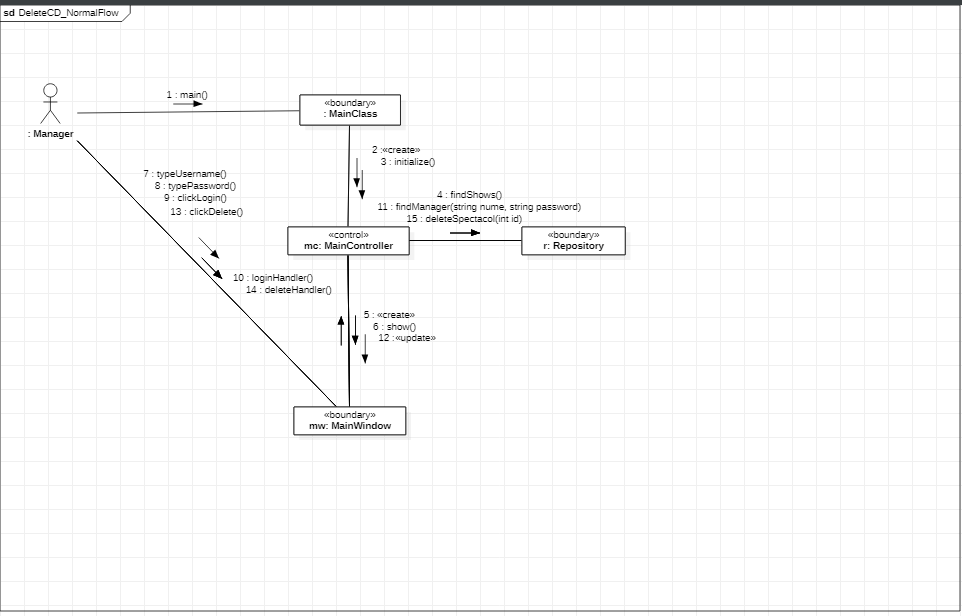 sd DeleteCD_NormalFlow
1 : main()
«boundary»
: MainClass
: Manager
2 :«create»
3 : initialize()
7 : typeUsername()
8 : typePassword()
9 : clickLogin()
13 : clickDelete()
4 : findShows()
11 : findManager(string nume, string password)
15 : deleteSpectacol(int id)
«control»
mc: MainController
«boundary»
r: Repository
10 : loginHandler()
14 : deleteHandler()
5 : «create»
6 : show()
12 :«update»
«boundary»
mw: MainWindow